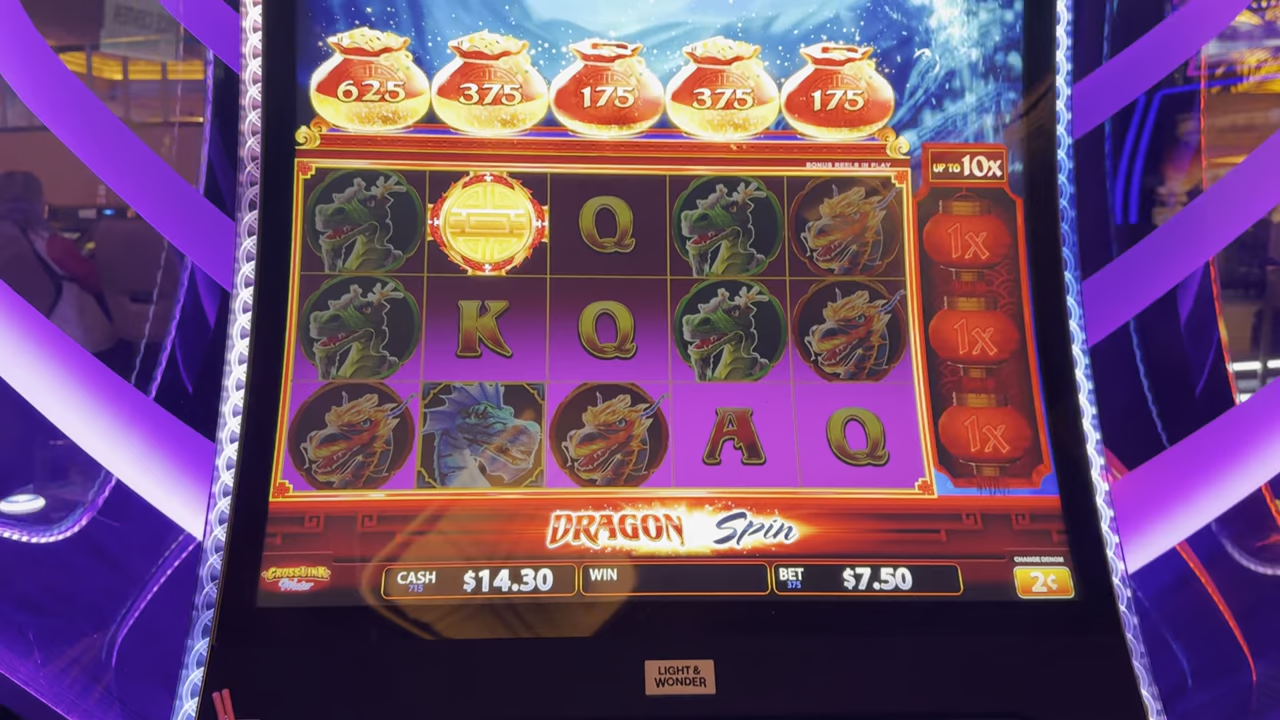 625 375 175 375 175
BONUS REELS IN PLAY
UP TO 10X
Q
1x
K Q
1x
A Q
1x
DRAGON Spin
CROSSLINK
Water
CASH $14.30 WIN BET $7.50
715 375
CHANGE DENOM
2¢
LIGHT &
WONDER